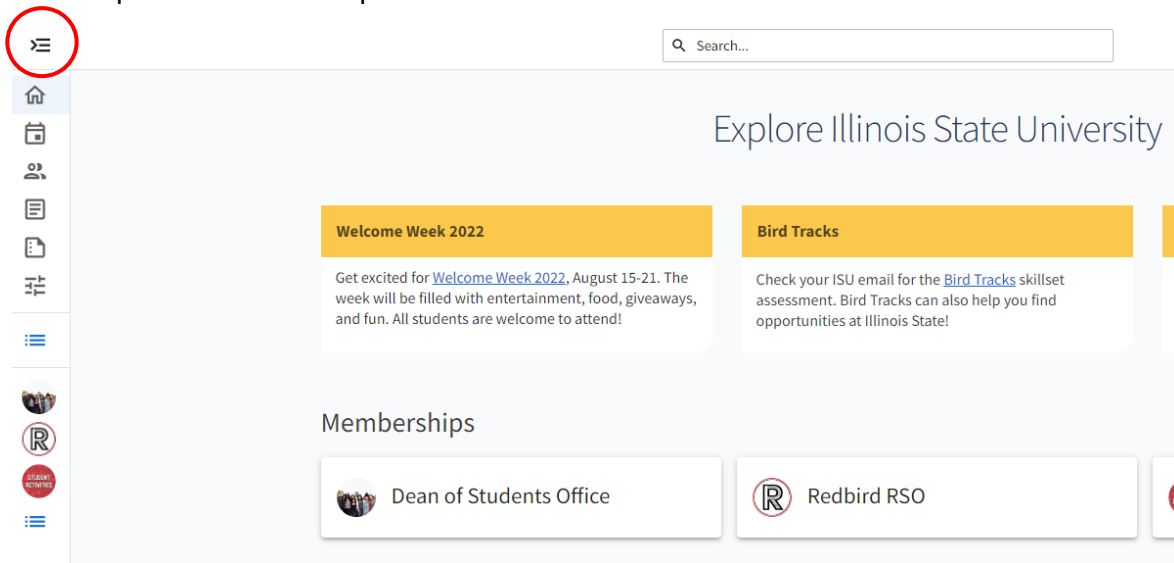 Search...
Explore Illinois State University
Welcome Week 2022
Bird Tracks
Get excited for Welcome Week 2022, August 15-21. The
week will be filled with entertainment, food, giveaways,
and fun. All students are welcome to attend!
Check your ISU email for the Bird Tracks skillset
assessment. Bird Tracks can also help you find
opportunities at Illinois State!
R
STUDENT
ACTIVITIES
Memberships
Dean of Students Office
R
Redbird RSO